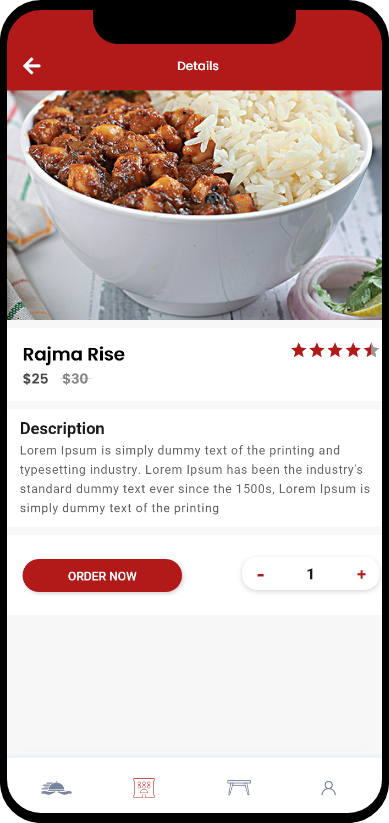 Details
Rajma Rise
$25 $30
Description
Lorem Ipsum is simply dummy text of the printing and
typesetting industry. Lorem Ipsum has been the industry's
standard dummy text ever since the 1500s, Lorem Ipsum is
simply dummy text of the printing
ORDER NOW
- 1 +